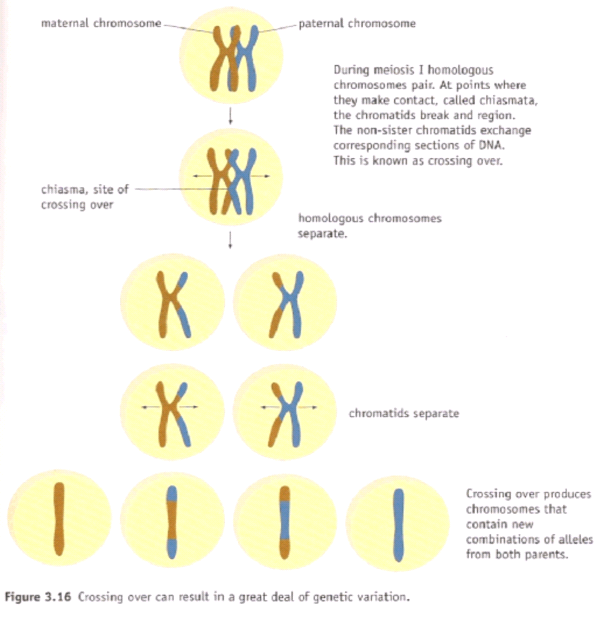 maternal chromosome
paternal chromosome
During meiosis I homologous
chromosomes pair. At points where
they make contact, called chiasmata,
the chromatids break and region.
The non-sister chromatids exchange
corresponding sections of DNA.
This is known as crossing over.
chiasma, site of
crossing over
homologous chromosomes
separate.
chromatids separate
Crossing over produces
chromosomes that
contain new
combinations of alleles
from both parents.
Figure 3.16 Crossing over can result in a great deal of genetic variation.